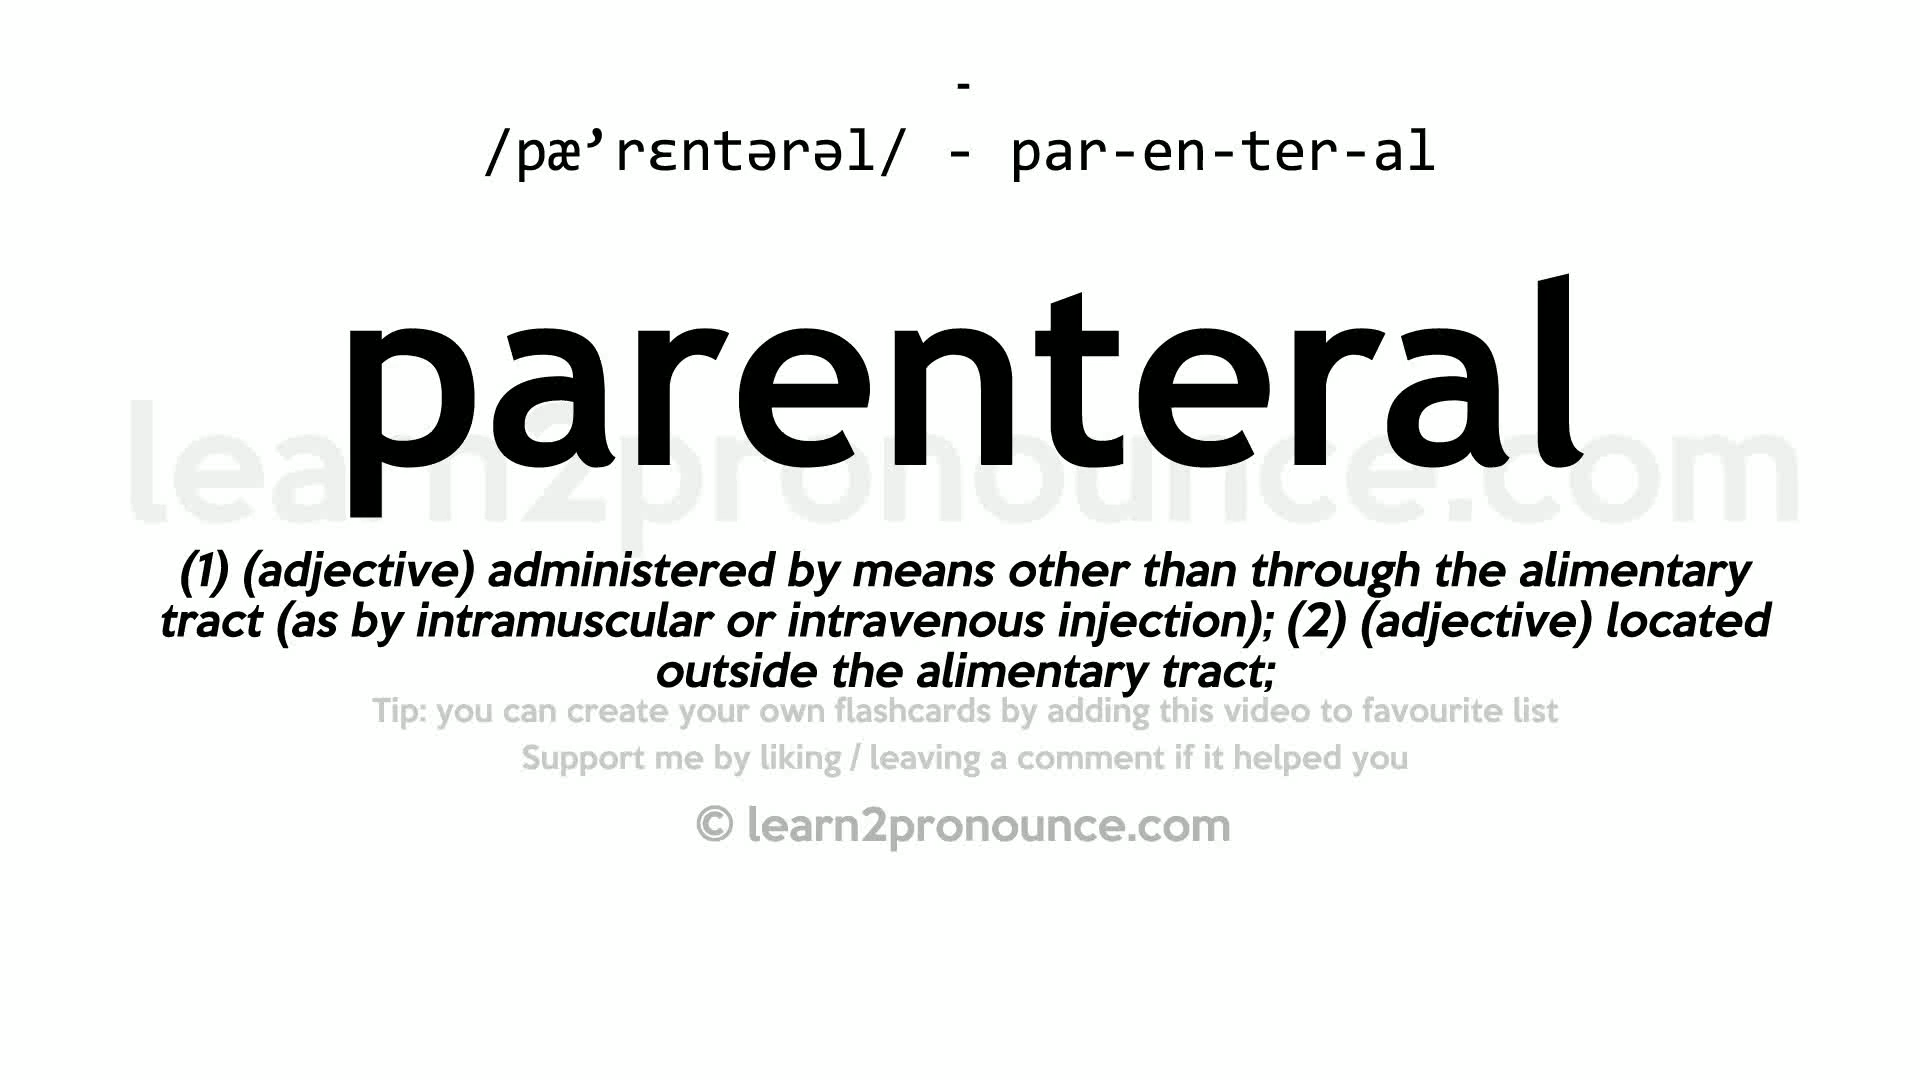 -
/pæ’rɛntərəl/ - par-en-ter-al
parenteral
learn2pronounce.com
(1) (adjective) administered by means other than through the alimentary
tract (as by intramuscular or intravenous injection); (2) (adjective) located
outside the alimentary tract;
Tip: you can create your own flashcards by adding this video to favourite list
Support me by liking / leaving a comment if it helped you
© learn2pronounce.com